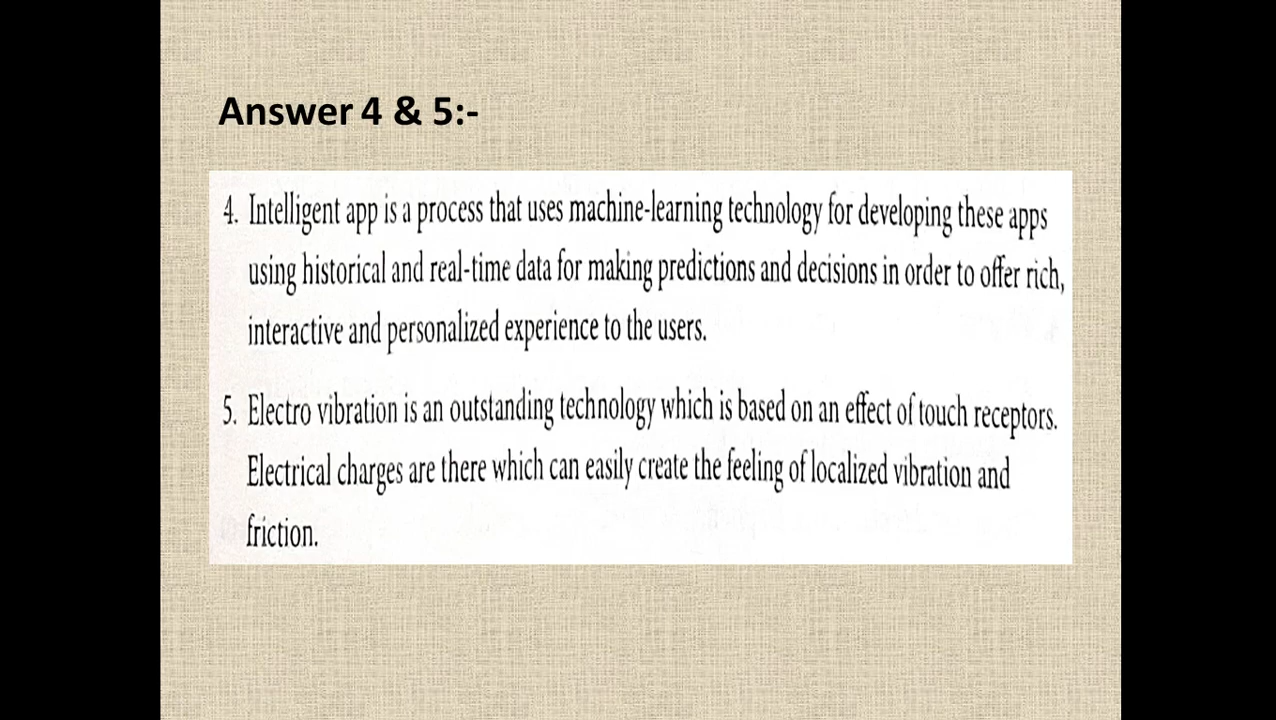 Answer 4 & 5:-
4. Intelligent app is a process that uses machine-learning technology for developing these apps
using historical and real-time data for making predictions and decisions in order to offer rich,
interactive and personalized experience to the users.
5. Electro vibration is an outstanding technology which is based on an effect of touch receptors.
Electrical charges are there which can easily create the feeling of localized vibration and
friction.